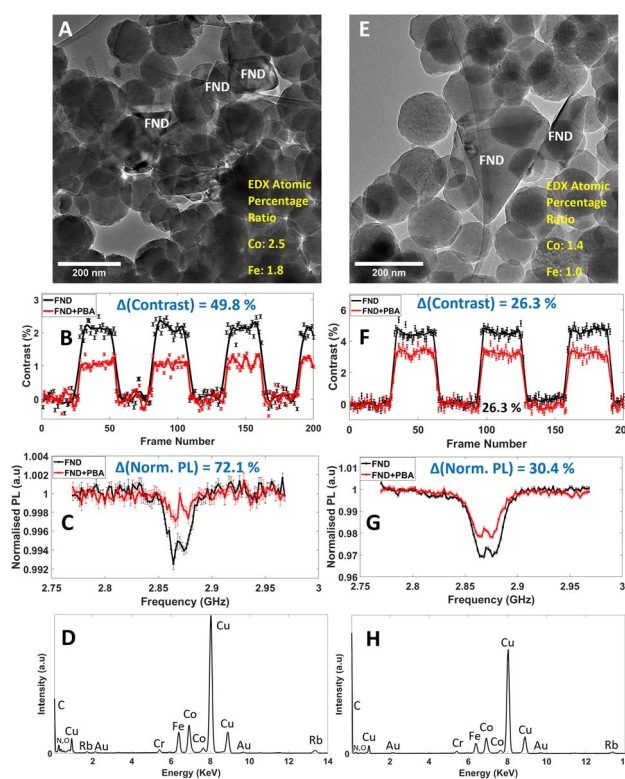 A
FND
FND
FND
EDX Atomic
Percentage
Ratio
Co: 2.5
Fe: 1.8
200 nm
E
FND
FND
EDX Atomic
Percentage
Ratio
Co: 1.4
Fe: 1.0
200 nm
FND
FND+PBA
Δ(Contrast) = 49.8 %
B
Contrast (%)
3
2
1
0
0 50 100 150 200
Frame Number
FND
FND+PBA
Δ(Contrast) = 26.3 %
F
26.3 %
Contrast (%)
6
4
2
0
0 50 100 150 200
Frame Number
FND
FND+PBA
Δ(Norm. PL) = 72.1 %
C
Normalised PL (a.u)
1.004
1.002
1
0.998
0.996
0.994
0.992
2.75 2.8 2.85 2.9 2.95 3
Frequency (GHz)
FND
FND+PBA
Δ(Norm. PL) = 30.4 %
G
Normalised PL (a.u)
1.01
1
0.99
0.98
0.97
0.96
2.75 2.8 2.85 2.9 2.95 3
Frequency (GHz)
D
Intensity (a.u)
C
N,O
Cu
Rb
Au
Cr
Fe
Co
Co
Cu
Cu
Au
Rb
2 4 6 8 10 12 14
Energy (KeV)
H
Intensity (a.u)
C
N,O
Cu
Au
Cr
Fe
Co
Co
Cu
Cu
Au
Rb
2 4 6 8 10 12
Energy (KeV)